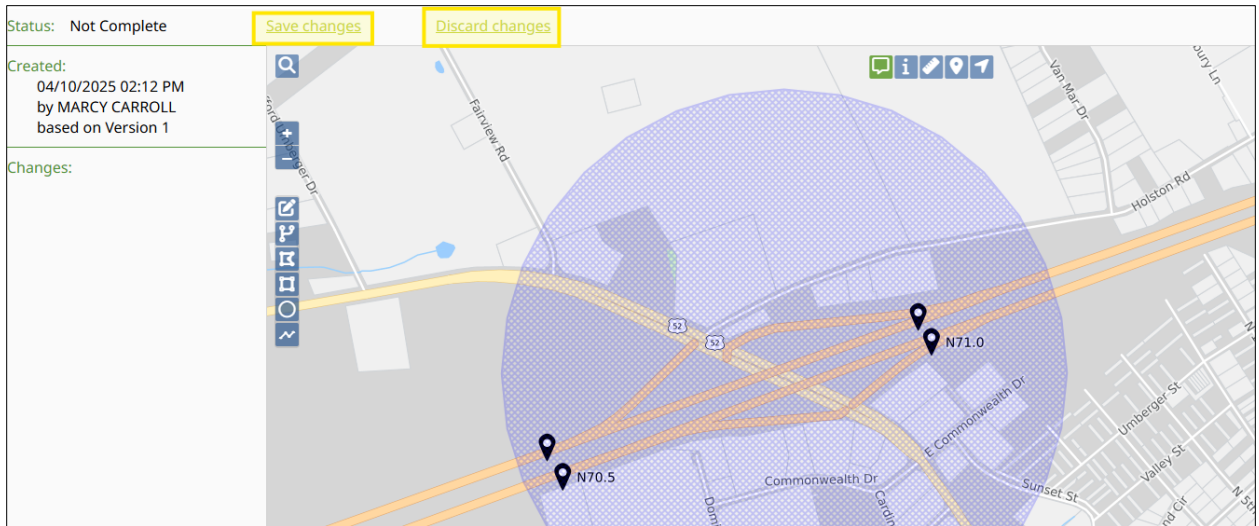 Status: Not Complete Save changes Discard changes
Created:
04/10/2025 02:12 PM
by MARCY CARROLL
based on Version 1
Changes:
Fairview Rd
Van Mar Dr
Holston Rd
Umberger Dr
52
52
N71.0
N70.5
E Commonwealth Dr
Commonwealth Dr
Umberger St
Valley St
Sunset St